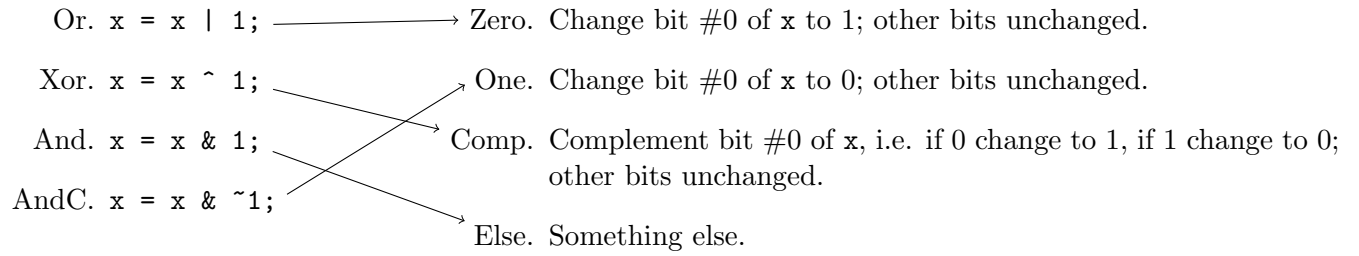 Or. x = x | 1;
Zero. Change bit #0 of x to 1; other bits unchanged.
Xor. x = x ^ 1;
One. Change bit #0 of x to 0; other bits unchanged.
And. x = x & 1;
Comp. Complement bit #0 of x, i.e. if 0 change to 1, if 1 change to 0;
other bits unchanged.
AndC. x = x & ~1;
Else. Something else.